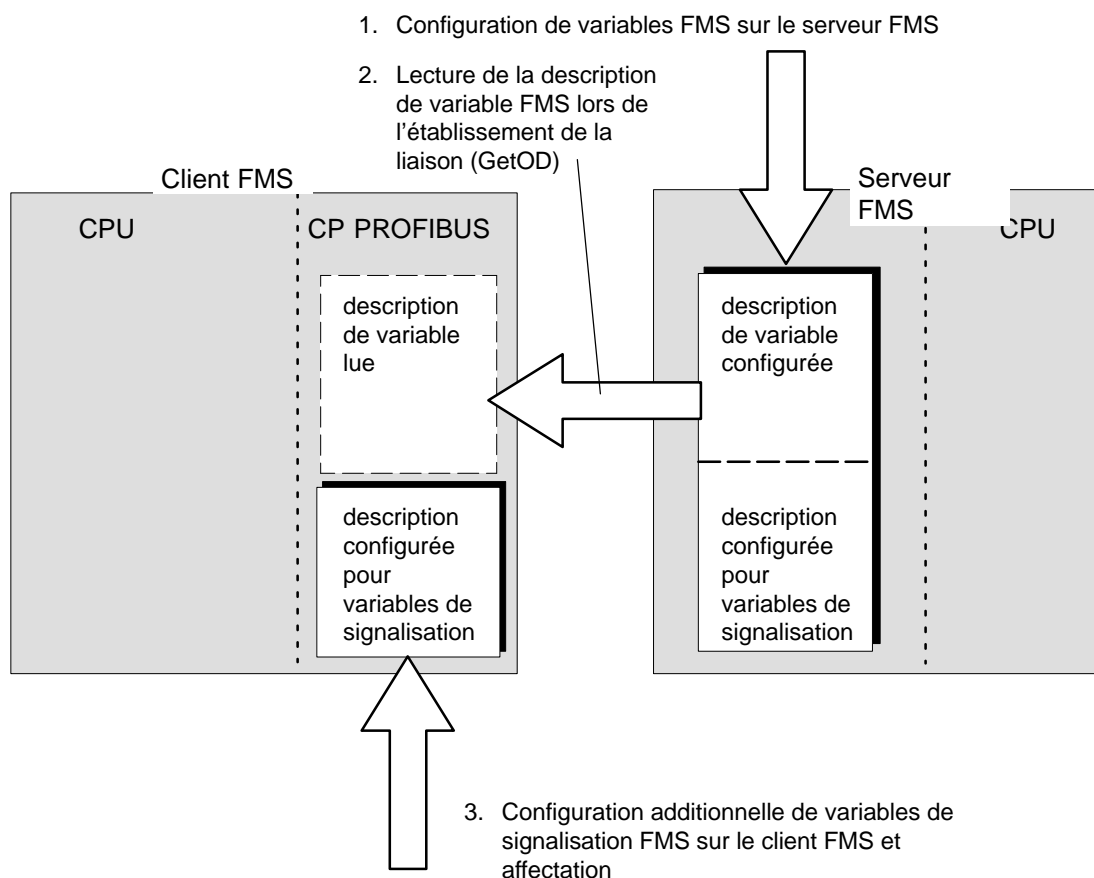 1. Configuration de variables FMS sur le serveur FMS
2. Lecture de la description
de variable FMS lors de
l'établissement de la
liaison (GetOD)
Client FMS
CPU
CP PROFIBUS
description
de variable
lue
description
configurée
pour
variables de
signalisation
Serveur
FMS
CPU
description
de variable
configurée
description
configurée
pour
variables de
signalisation
3. Configuration additionnelle de variables de
signalisation FMS sur le client FMS et
affectation